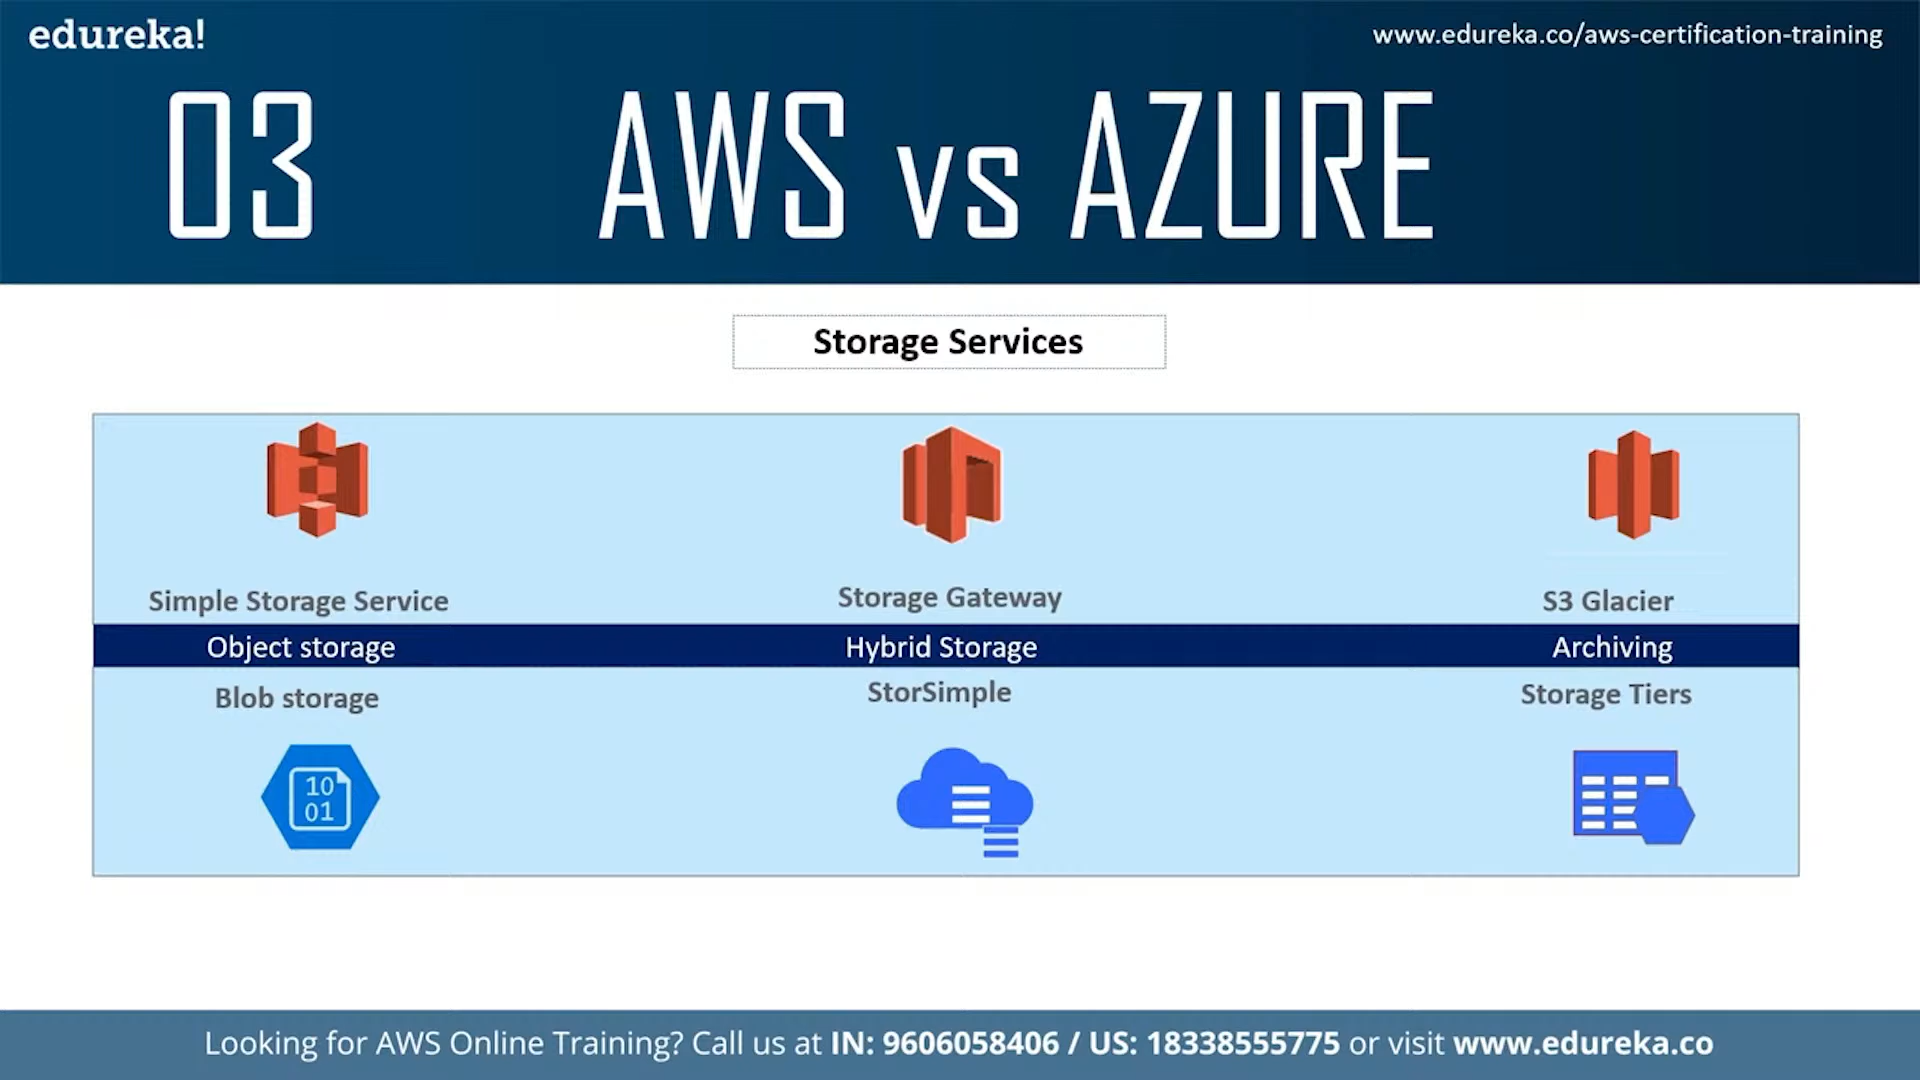 edureka!
www.edureka.co/aws-certification-training
03 AWS vs AZURE
Storage Services
Simple Storage Service
Storage Gateway
S3 Glacier
Object storage
Hybrid Storage
Archiving
Blob storage
StorSimple
Storage Tiers
10
01
Looking for AWS Online Training? Call us at IN: 9606058406 / US: 18338555775 or visit www.edureka.co